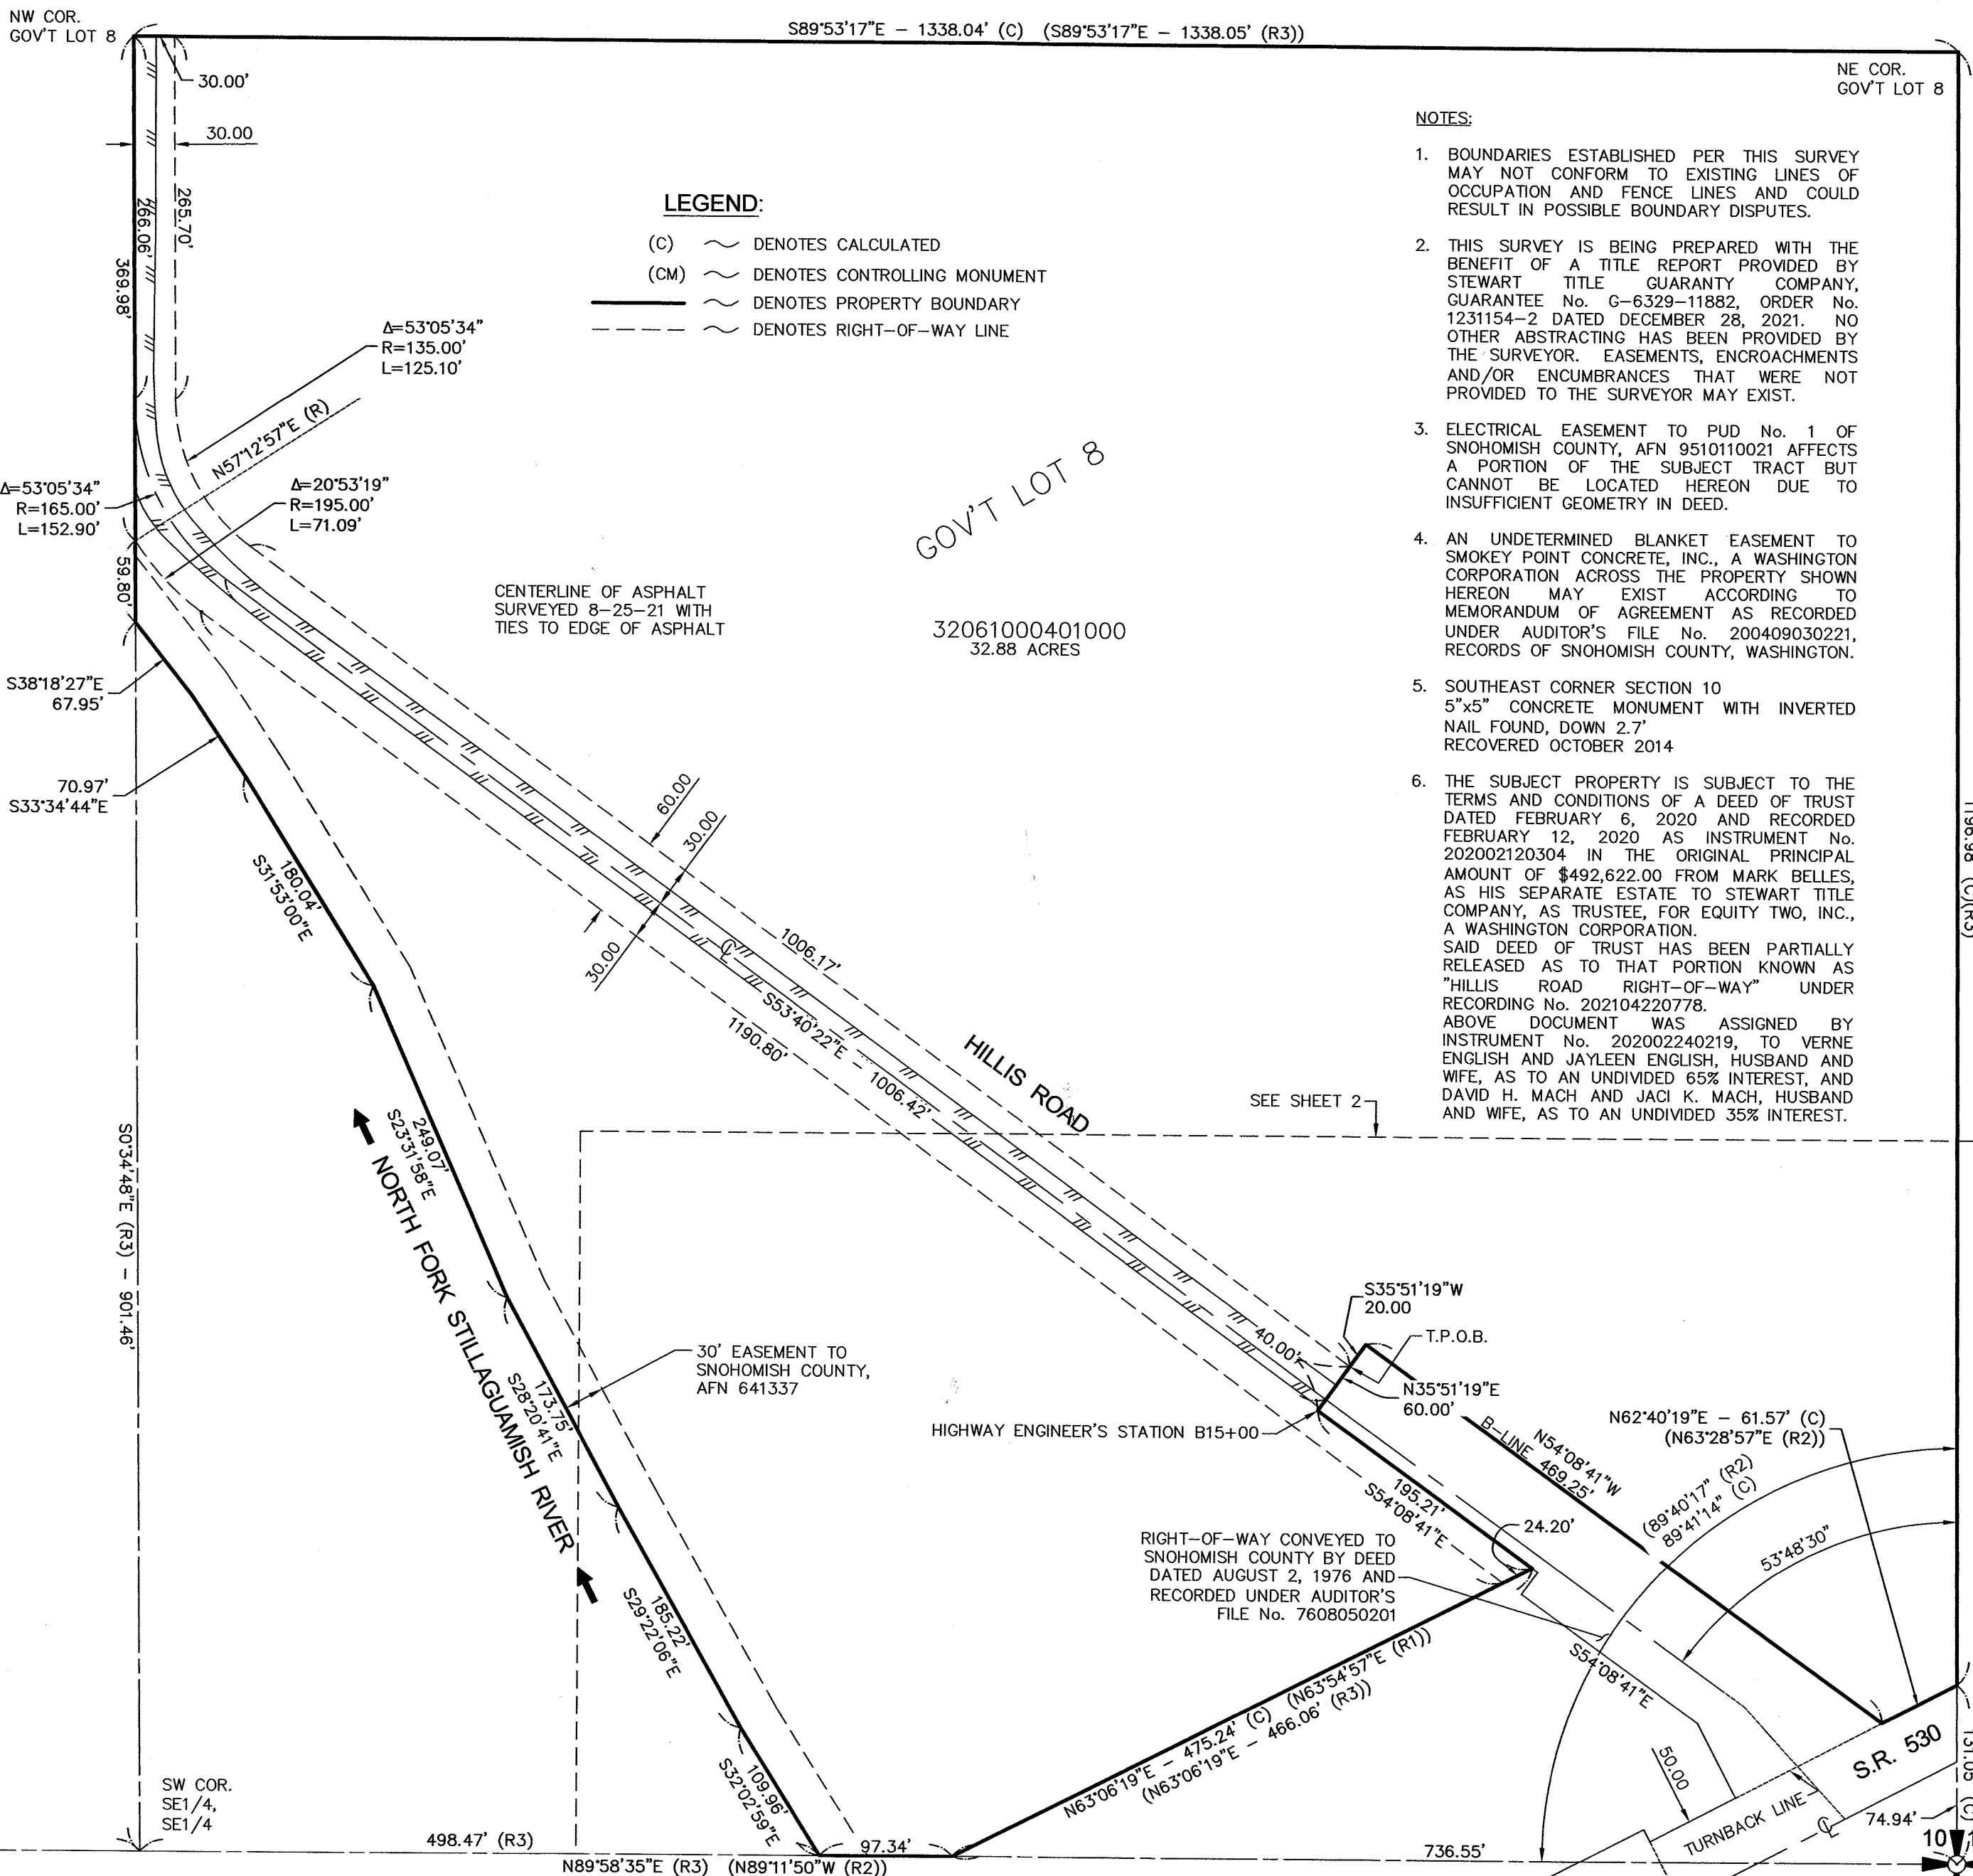 NW COR.
GOV'T LOT 8
S89°53'17"E – 1338.04' (C) (S89°53'17"E – 1338.05' (R3))
NE COR.
GOV'T LOT 8
30.00'
30.00
265.70'
266.06'
369.98'
LEGEND:
(C) DENOTES CALCULATED
(CM) DENOTES CONTROLLING MONUMENT
DENOTES PROPERTY BOUNDARY
DENOTES RIGHT–OF–WAY LINE
NOTES:
1. BOUNDARIES ESTABLISHED PER THIS SURVEY
MAY NOT CONFORM TO EXISTING LINES OF
OCCUPATION AND FENCE LINES AND COULD
RESULT IN POSSIBLE BOUNDARY DISPUTES.
2. THIS SURVEY IS BEING PREPARED WITH THE
BENEFIT OF A TITLE REPORT PROVIDED BY
STEWART TITLE GUARANTY COMPANY,
GUARANTEE No. G–6329–11882, ORDER No.
1231154–2 DATED DECEMBER 28, 2021. NO
OTHER ABSTRACTING HAS BEEN PROVIDED BY
THE SURVEYOR. EASEMENTS, ENCROACHMENTS
AND/OR ENCUMBRANCES THAT WERE NOT
PROVIDED TO THE SURVEYOR MAY EXIST.
3. ELECTRICAL EASEMENT TO PUD No. 1 OF
SNOHOMISH COUNTY, AFN 9510110021 AFFECTS
A PORTION OF THE SUBJECT TRACT BUT
CANNOT BE LOCATED HEREON DUE TO
INSUFFICIENT GEOMETRY IN DEED.
4. AN UNDETERMINED BLANKET EASEMENT TO
SMOKEY POINT CONCRETE, INC., A WASHINGTON
CORPORATION ACROSS THE PROPERTY SHOWN
HEREON MAY EXIST ACCORDING TO
MEMORANDUM OF AGREEMENT AS RECORDED
UNDER AUDITOR'S FILE No. 200409030221,
RECORDS OF SNOHOMISH COUNTY, WASHINGTON.
5. SOUTHEAST CORNER SECTION 10
5"x5" CONCRETE MONUMENT WITH INVERTED
NAIL FOUND, DOWN 2.7'
RECOVERED OCTOBER 2014
6. THE SUBJECT PROPERTY IS SUBJECT TO THE
TERMS AND CONDITIONS OF A DEED OF TRUST
DATED FEBRUARY 6, 2020 AND RECORDED
FEBRUARY 12, 2020 AS INSTRUMENT No.
202002120304 IN THE ORIGINAL PRINCIPAL
AMOUNT OF $492,622.00 FROM MARK BELLES,
AS HIS SEPARATE ESTATE TO STEWART TITLE
COMPANY, AS TRUSTEE, FOR EQUITY TWO, INC.,
A WASHINGTON CORPORATION.
SAID DEED OF TRUST HAS BEEN PARTIALLY
RELEASED AS TO THAT PORTION KNOWN AS
"HILLIS ROAD RIGHT–OF–WAY" UNDER
RECORDING No. 202104220778.
ABOVE DOCUMENT WAS ASSIGNED BY
INSTRUMENT No. 202002240219, TO VERNE
ENGLISH AND JAYLEEN ENGLISH, HUSBAND AND
WIFE, AS TO AN UNDIVIDED 65% INTEREST, AND
DAVID H. MACH AND JACI K. MACH, HUSBAND
AND WIFE, AS TO AN UNDIVIDED 35% INTEREST.
Δ=53°05'34"
R=135.00'
L=125.10'
N57°12'57"E (R)
Δ=53°05'34"
R=165.00'
L=152.90'
Δ=20°53'19"
R=195.00'
L=71.09'
59.80'
GOV'T LOT 8
CENTERLINE OF ASPHALT
SURVEYED 8–25–21 WITH
TIES TO EDGE OF ASPHALT
32061000401000
32.88 ACRES
S38°18'27"E
67.95'
70.97'
S33°34'44"E
180.04'
S31°53'00"E
60.00
30.00
30.00
1006.17'
S53°40'22"E – 1006.42'
1190.80'
HILLIS ROAD
SEE SHEET 2
249.07'
S23°31'58"E
NORTH FORK STILLAGUAMISH RIVER
S0°34'48"E (R3) – 901.46'
30' EASEMENT TO
SNOHOMISH COUNTY,
AFN 641337
173.75'
S28°20'41"E
S35°51'19"W
20.00
T.P.O.B.
40.00'
N35°51'19"E
60.00'
HIGHWAY ENGINEER'S STATION B15+00
N54°08'41"W
B–LINE 469.25'
N62°40'19"E – 61.57' (C)
(N63°28'57"E (R2))
(89°40'17" (R2)
89°41'14" (C)
53°48'30"
195.21'
S54°08'41"E
24.20'
RIGHT–OF–WAY CONVEYED TO
SNOHOMISH COUNTY BY DEED
DATED AUGUST 2, 1976 AND
RECORDED UNDER AUDITOR'S
FILE No. 7608050201
S54°08'41"E
185.22'
S29°22'06"E
109.96'
S32°02'59"E
N63°06'19"E – 475.24' (C) (N63°54'57"E (R1))
(N63°06'19"E – 466.06' (R3))
50.00
S.R. 530
TURNBACK LINE
74.94'
SW COR.
SE1/4,
SE1/4
498.47' (R3)
97.34'
736.55'
N89°58'35"E (R3) (N89°11'50"W (R2))
10